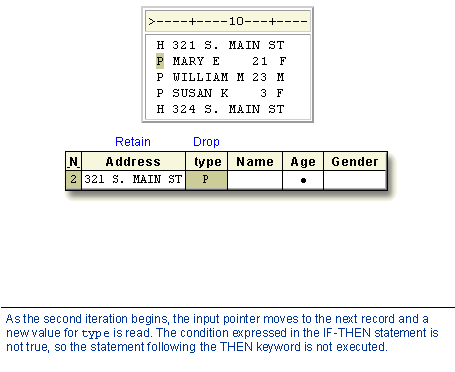 >----+----10---+----
H 321 S. MAIN ST
P MARY E    21 F
P WILLIAM M 23 M
P SUSAN K    3 F
H 324 S. MAIN ST
Retain Drop
_N_ Address type Name Age Gender
2 321 S. MAIN ST P •
As the second iteration begins, the input pointer moves to the next record and a
new value for type is read. The condition expressed in the IF-THEN statement is
not true, so the statement following the THEN keyword is not executed.